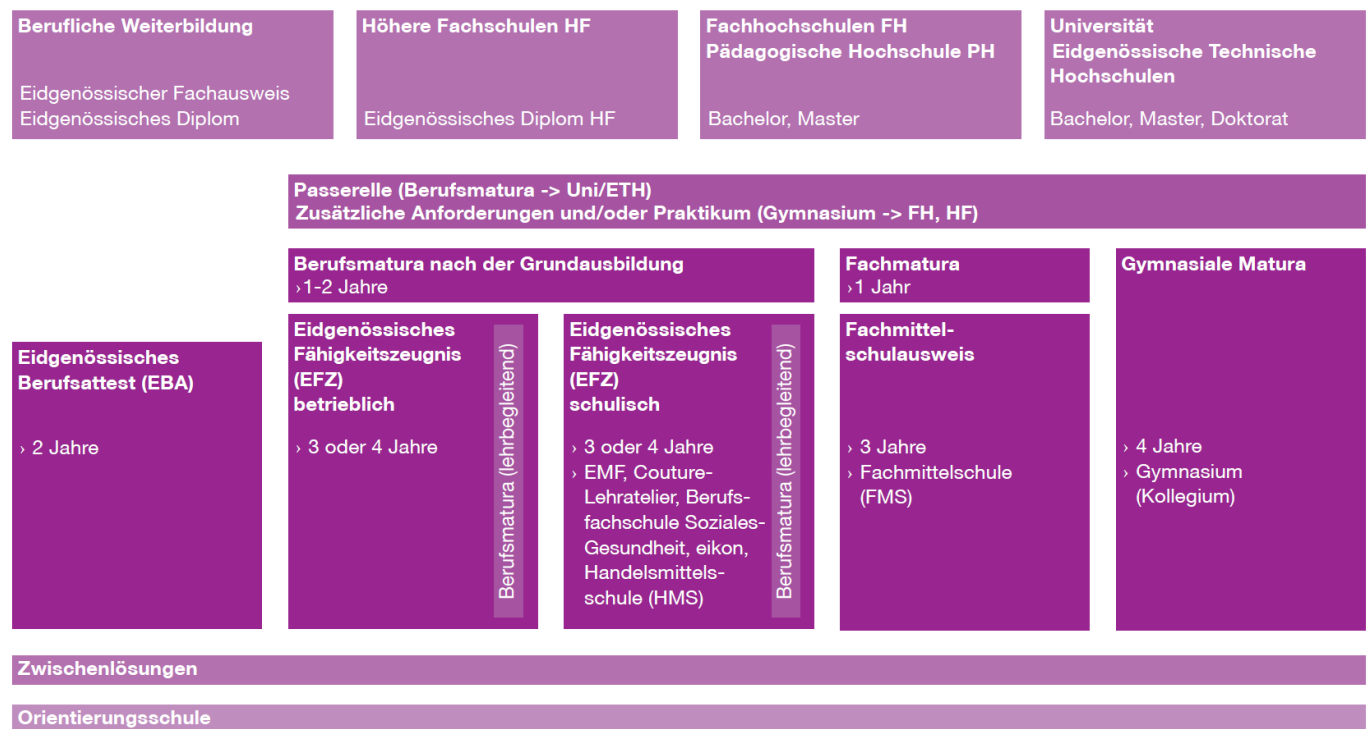 Berufliche Weiterbildung
Eidgenössischer Fachausweis
Eidgenössisches Diplom
Höhere Fachschulen HF
Eidgenössisches Diplom HF
Fachhochschulen FH
Pädagogische Hochschule PH
Bachelor, Master
Universität
Eidgenössische Technische
Hochschulen
Bachelor, Master, Doktorat
Passerelle (Berufsmatura -> Uni/ETH)
Zusätzliche Anforderungen und/oder Praktikum (Gymnasium -> FH, HF)
Berufsmatura nach der Grundausbildung
›1-2 Jahre
Fachmatura
›1 Jahr
Gymnasiale Matura
› 4 Jahre
› Gymnasium
(Kollegium)
Eidgenössisches
Berufsattest (EBA)
› 2 Jahre
Eidgenössisches
Fähigkeitszeugnis
(EFZ)
betrieblich
› 3 oder 4 Jahre
Berufsmatura (lehrbegleitend)
Eidgenössisches
Fähigkeitszeugnis
(EFZ)
schulisch
› 3 oder 4 Jahre
› EMF, Couture-
Lehratelier, Berufs-
fachschule Soziales-
Gesundheit, eikon,
Handelsmittels-
schule (HMS)
Berufsmatura (lehrbegleitend)
Fachmittel-
schulausweis
› 3 Jahre
› Fachmittelschule
(FMS)
Zwischenlösungen
Orientierungsschule